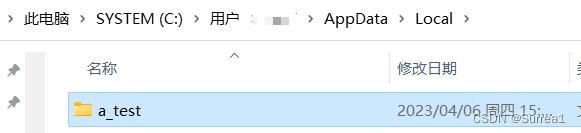 此电脑 › SYSTEM (C:) › 用户 › AppData › Local ›
名称 修改日期
a_test 2023/04/06 周四 15:
CSDN @Surrea1